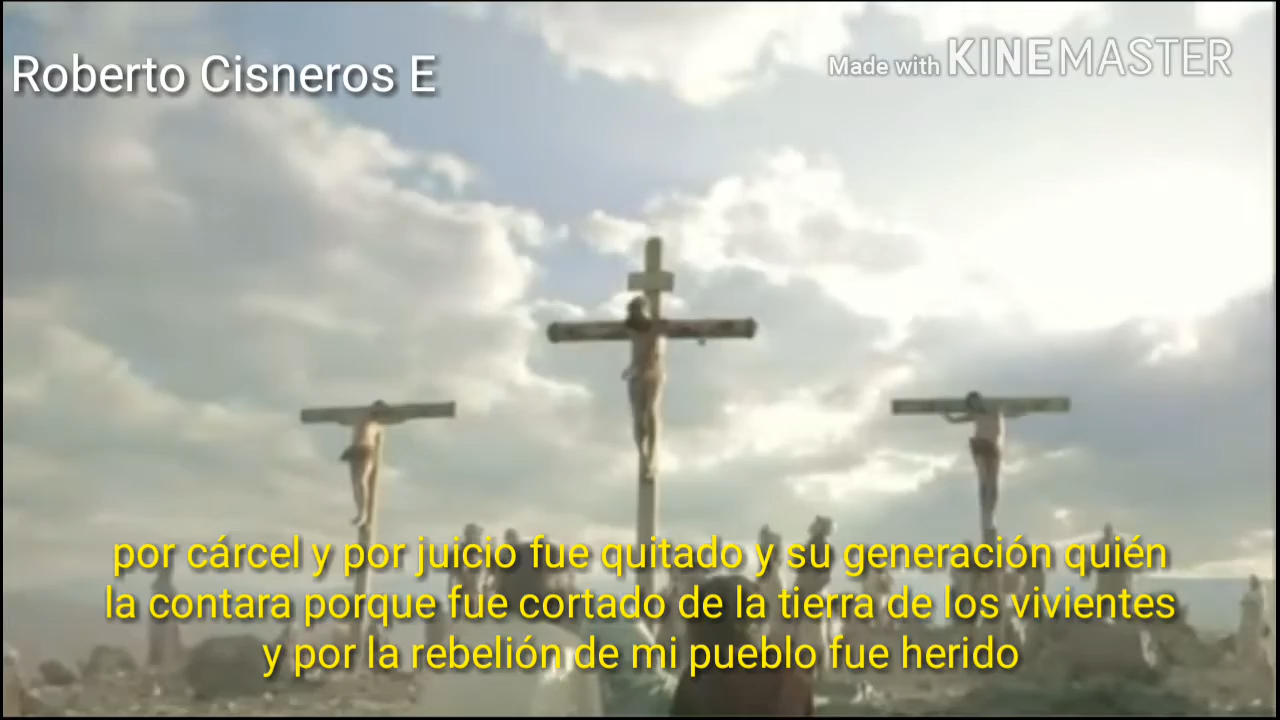 Roberto Cisneros E
Made with KINEMASTER
por cárcel y por juicio fue quitado y su generación quién
la contara porque fue cortado de la tierra de los vivientes
y por la rebelión de mi pueblo fue herido